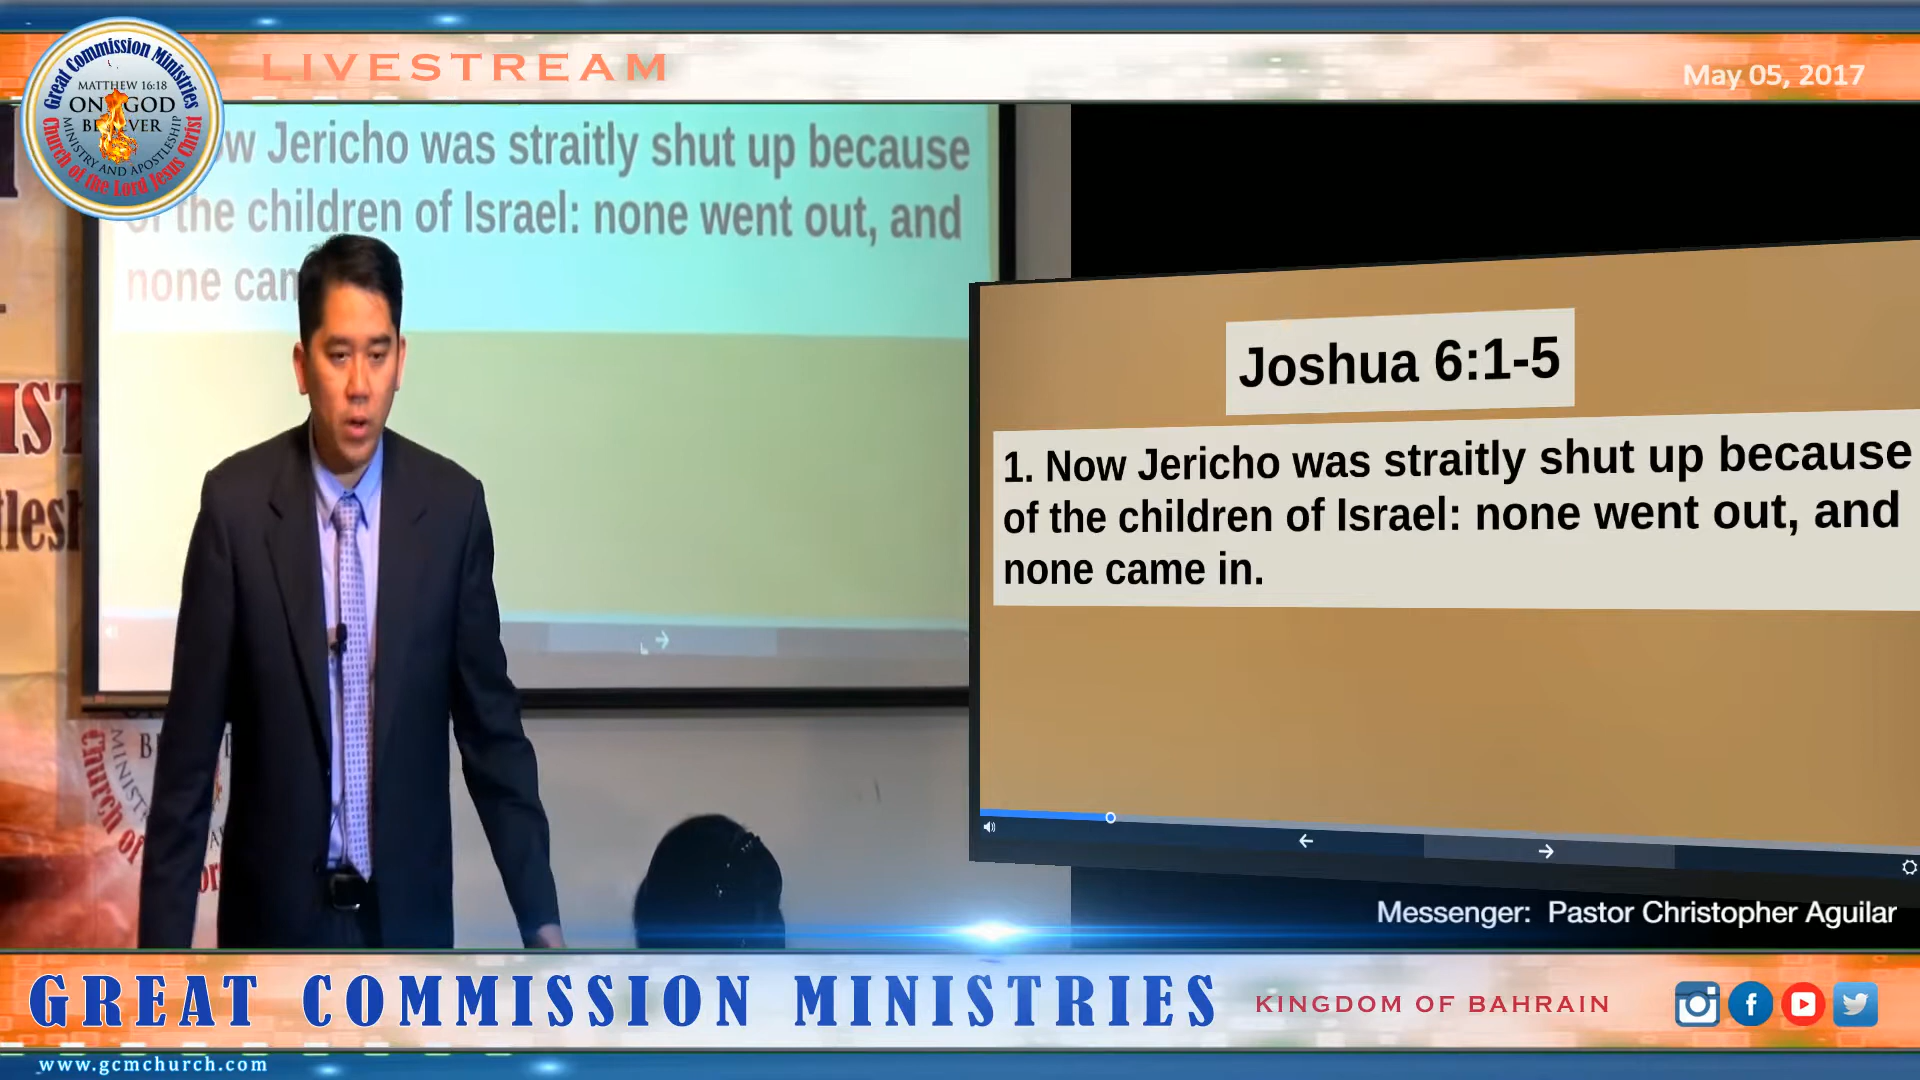 LIVESTREAM
May 05, 2017
Great Commission Ministries
MATTHEW 16:18
MINISTRY AND APOSTLESHIP
Church of the Lord Jesus Christ
Jericho was straitly shut up because
the children of Israel: none went out, and
none
Joshua 6:1-5
1. Now Jericho was straitly shut up because
of the children of Israel: none went out, and
none came in.
Church of
Messenger: Pastor Christopher Aguilar
GREAT COMMISSION MINISTRIES
KINGDOM OF BAHRAIN
www.gcmchurch.com